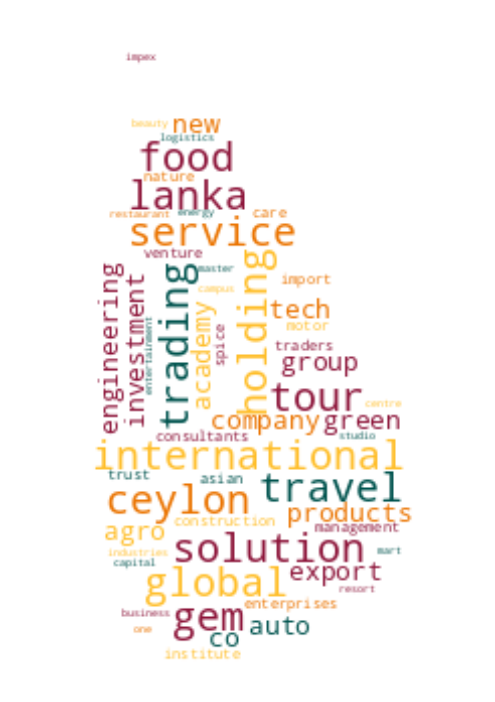 impex
beauty
new
logistics
food
nature
lanka
restaurant
energy
care
service
venture
master
import
campus
engineering
investment
entertainment
trading
academy
spice
holding
tech
motor
traders
group
tour
centre
company
green
consultants
studio
international
trust
asian
travel
ceylon
products
construction
agro
management
solution
industries
mart
capital
export
global
resort
enterprises
business
gem
auto
one
co
institute